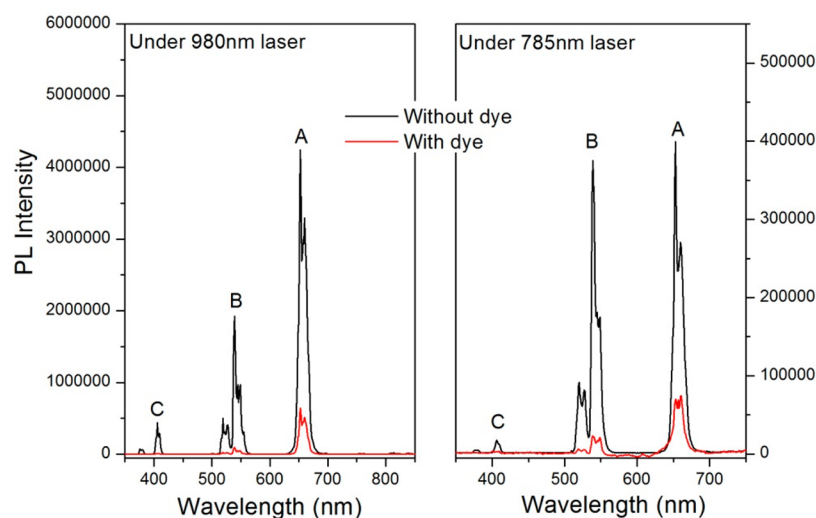 Under 980nm laser
Under 785nm laser
Without dye
With dye
PL Intensity
6000000
5000000
4000000
3000000
2000000
1000000
0
A
B
C
400 500 600 700 800
Wavelength (nm)
A
B
C
500000
400000
300000
200000
100000
0
400 500 600 700
Wavelength (nm)